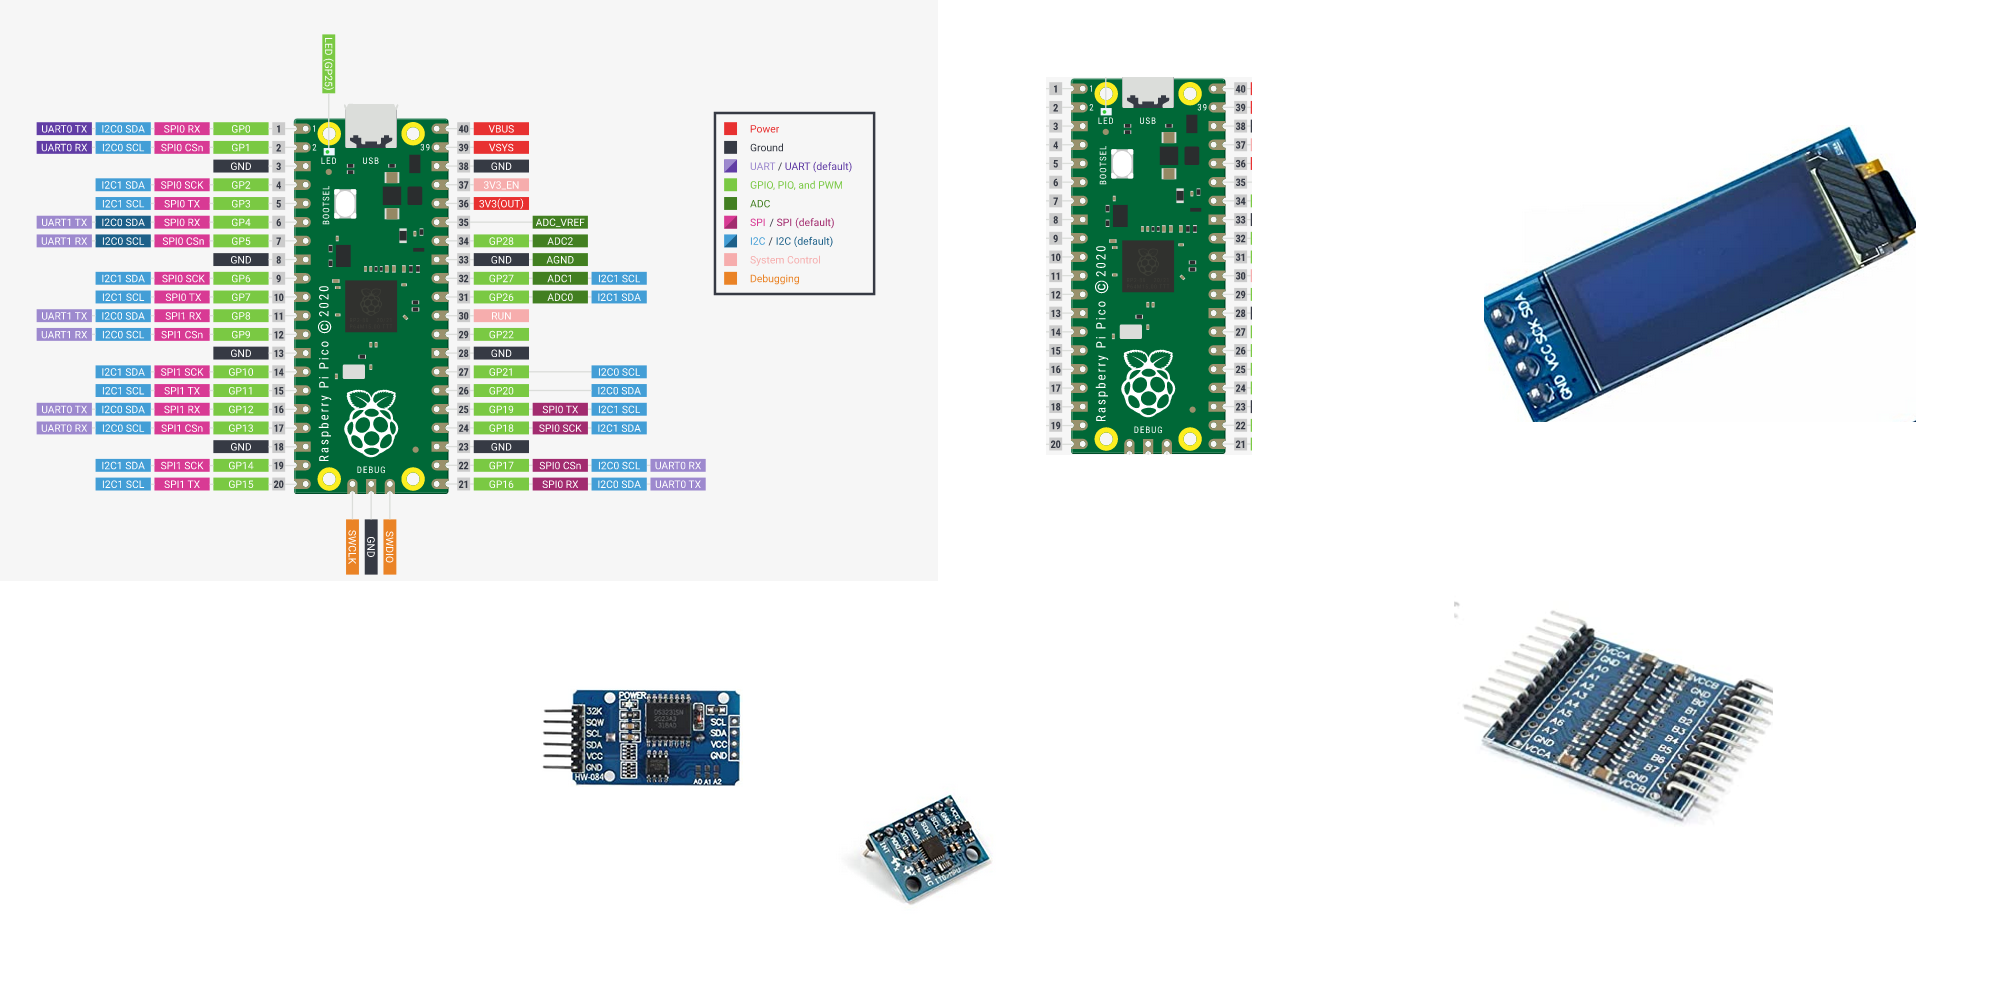 LED (GP25)
UART0 TX I2C0 SDA SPI0 RX GP0 1
UART0 RX I2C0 SCL SPI0 CSn GP1 2
GND 3
I2C1 SDA SPI0 SCK GP2 4
I2C1 SCL SPI0 TX GP3 5
UART1 TX I2C0 SDA SPI0 RX GP4 6
UART1 RX I2C0 SCL SPI0 CSn GP5 7
GND 8
I2C1 SDA SPI0 SCK GP6 9
I2C1 SCL SPI0 TX GP7 10
UART1 TX I2C0 SDA SPI1 RX GP8 11
UART1 RX I2C0 SCL SPI1 CSn GP9 12
GND 13
I2C1 SDA SPI1 SCK GP10 14
I2C1 SCL SPI1 TX GP11 15
UART0 TX I2C0 SDA SPI1 RX GP12 16
UART0 RX I2C0 SCL SPI1 CSn GP13 17
GND 18
I2C1 SDA SPI1 SCK GP14 19
I2C1 SCL SPI1 TX GP15 20
1
2
39
LED
USB
BOOTSEL
Raspberry Pi Pico ©2020
DEBUG
40 VBUS
39 VSYS
38 GND
37 3V3_EN
36 3V3(OUT)
35 ADC_VREF
34 GP28 ADC2
33 GND AGND
32 GP27 ADC1 I2C1 SCL
31 GP26 ADC0 I2C1 SDA
30 RUN
29 GP22
28 GND
27 GP21 I2C0 SCL
26 GP20 I2C0 SDA
25 GP19 SPI0 TX I2C1 SCL
24 GP18 SPI0 SCK I2C1 SDA
23 GND
22 GP17 SPI0 CSn I2C0 SCL UART0 RX
21 GP16 SPI0 RX I2C0 SDA UART0 TX
SWCLK
GND
SWDIO
Power
Ground
UART / UART (default)
GPIO, PIO, and PWM
ADC
SPI / SPI (default)
I2C / I2C (default)
System Control
Debugging
1
2
3
4
5
6
7
8
9
10
11
12
13
14
15
16
17
18
19
20
1
2
39
LED
USB
BOOTSEL
Raspberry Pi Pico ©2020
DEBUG
40
39
38
37
36
35
34
33
32
31
30
29
28
27
26
25
24
23
22
21
GND VCC SCK SDA
POWER
32K
SQW
SCL
SDA
VCC
GND
HW-084
DS3231SN
SCL
SDA
VCC
GND
A0 A1 A2
INT
AD0
XCL
XDA
SDA
SCL
GND
VCC
VCCA
GND
A0
A1
A2
A3
A4
A5
A6
A7
GND
VCCA
VCCB
GND
B0
B1
B2
B3
B4
B5
B6
B7
GND
VCCB